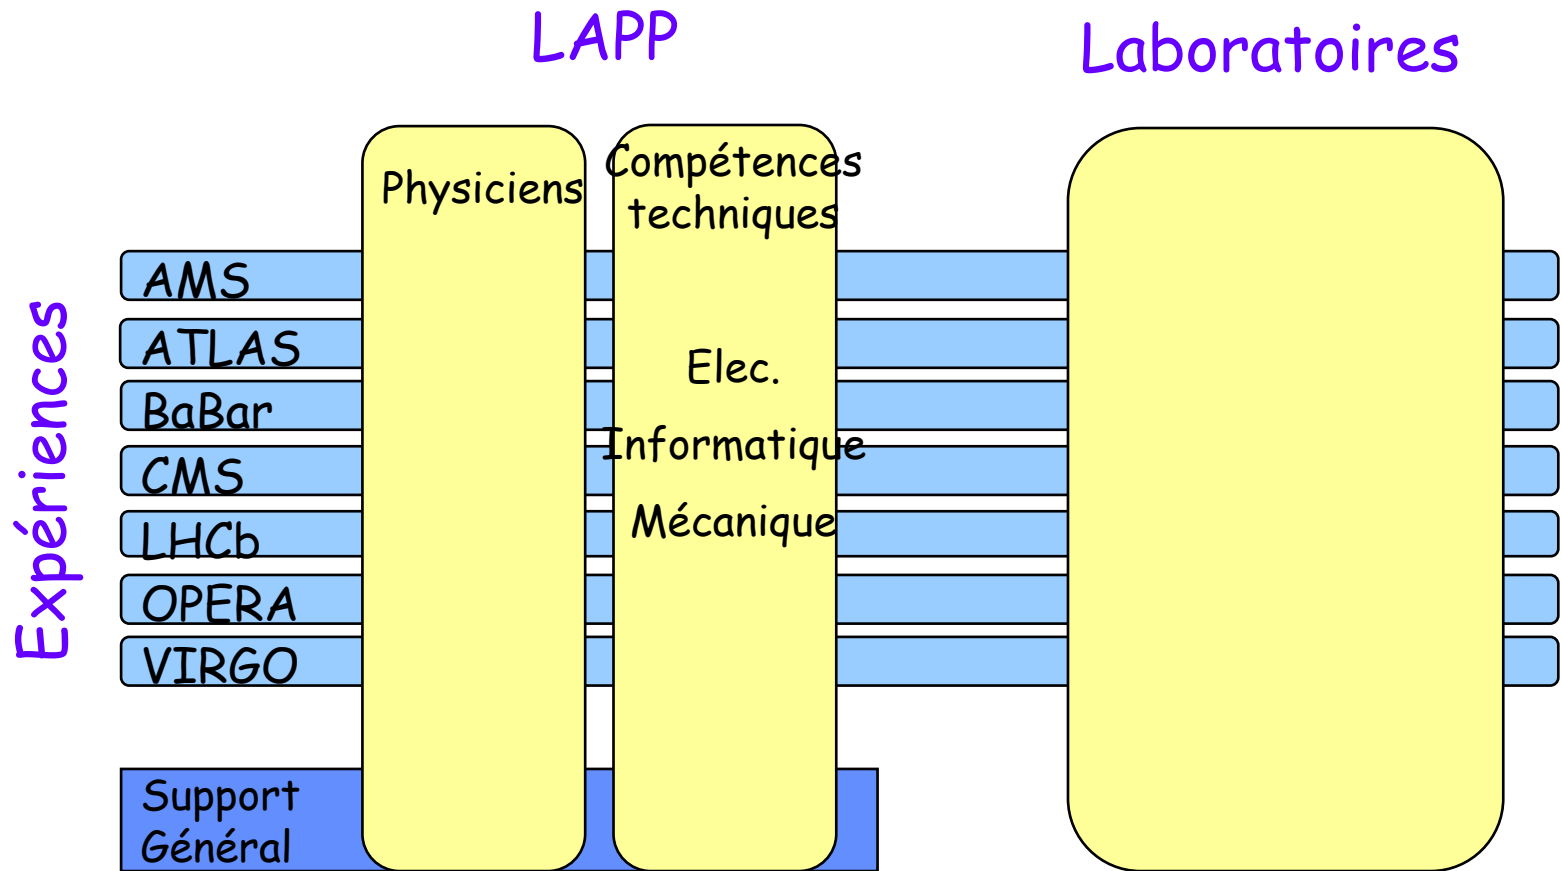 LAPP
Laboratoires
Physiciens
Compétences
techniques
Expériences
AMS
ATLAS
BaBar
CMS
LHCb
OPERA
VIRGO
Elec.
Informatique
Mécanique
Support
Général